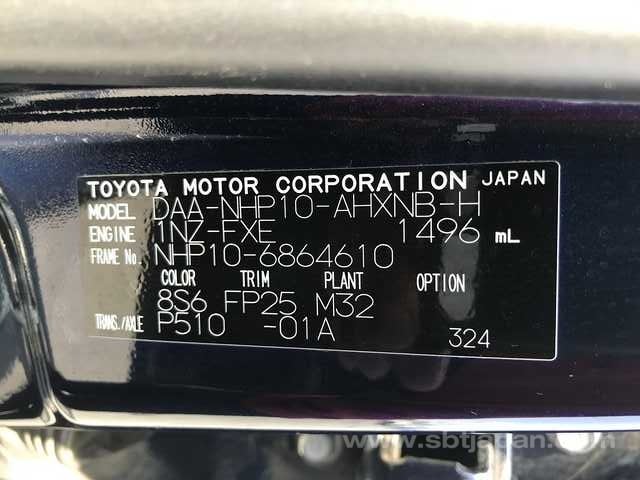 TOYOTA MOTOR CORPORATION JAPAN
MODEL DAA-NHP10-AHXNB-H
ENGINE 1NZ-FXE 1496 mL
FRAME No. NHP10-6864610
COLOR TRIM PLANT OPTION
8S6 FP25 M32
TRANS./AXLE P510 -01A 324
www.sbtjapan.com